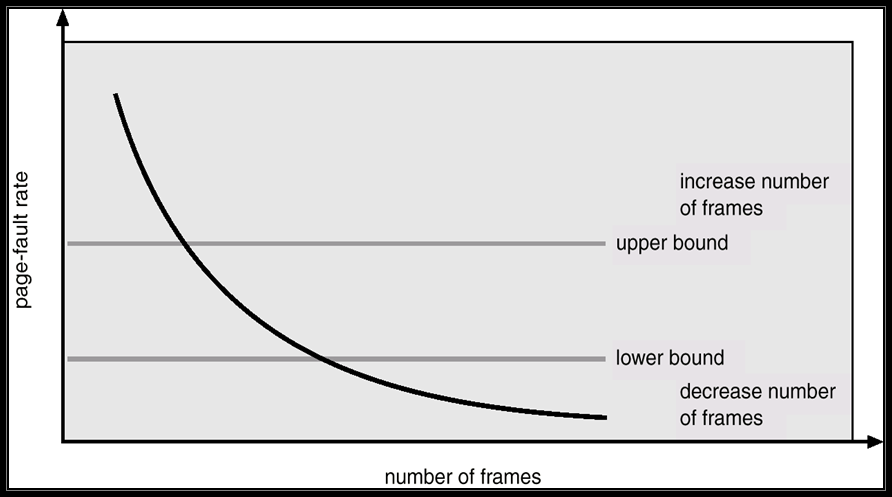 page-fault rate
increase number
of frames
upper bound
lower bound
decrease number
of frames
number of frames